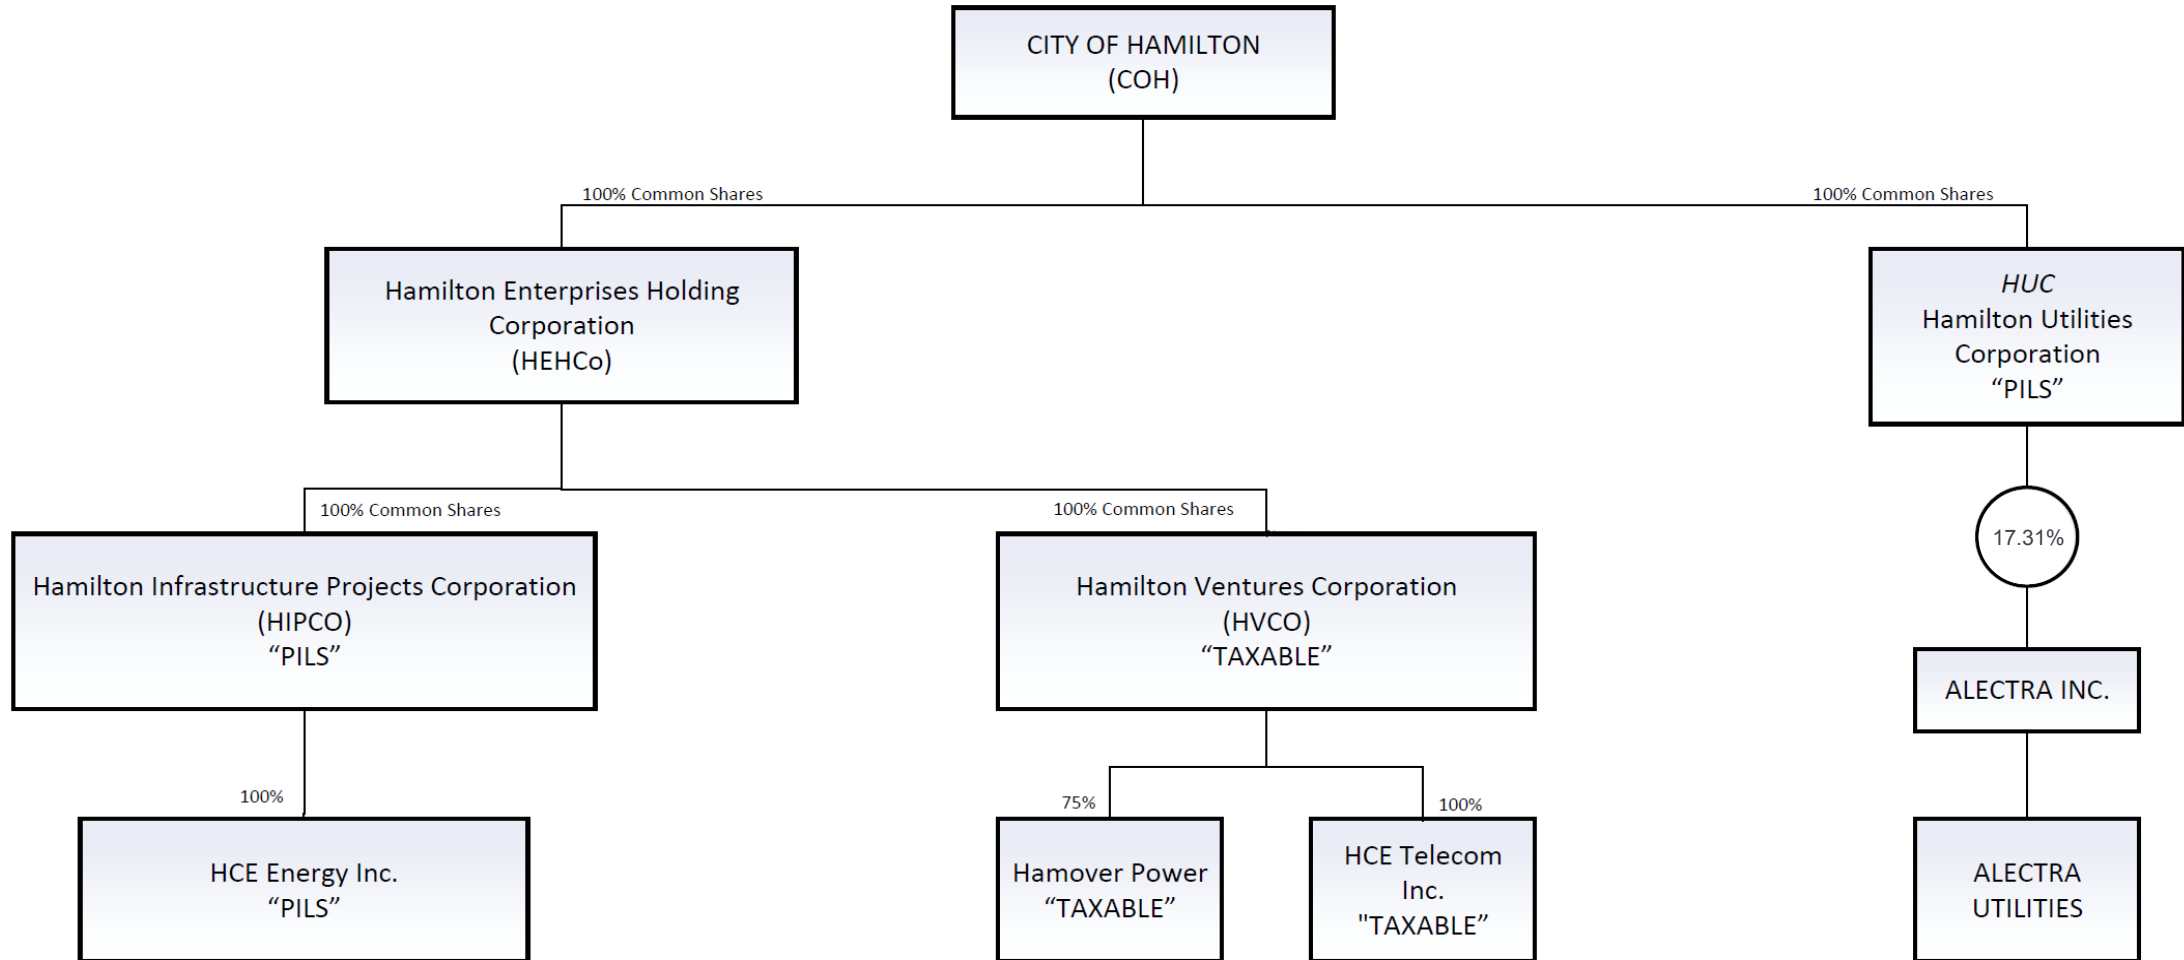 CITY OF HAMILTON
(COH)
100% Common Shares
100% Common Shares
Hamilton Enterprises Holding
Corporation
(HEHCo)
HUC
Hamilton Utilities
Corporation
“PILS”
100% Common Shares
100% Common Shares
17.31%
Hamilton Infrastructure Projects Corporation
(HIPCO)
“PILS”
Hamilton Ventures Corporation
(HVCO)
“TAXABLE”
ALECTRA INC.
100%
75%
100%
HCE Energy Inc.
“PILS”
Hamover Power
“TAXABLE”
HCE Telecom
Inc.
"TAXABLE”
ALECTRA
UTILITIES